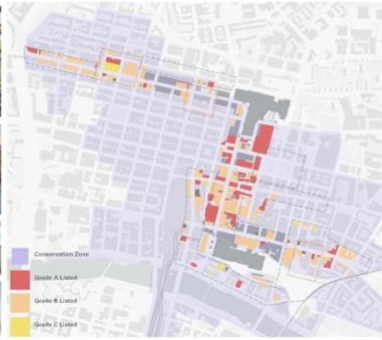 Conservation Zone
Grade A Listed
Grade B Listed
Grade C Listed